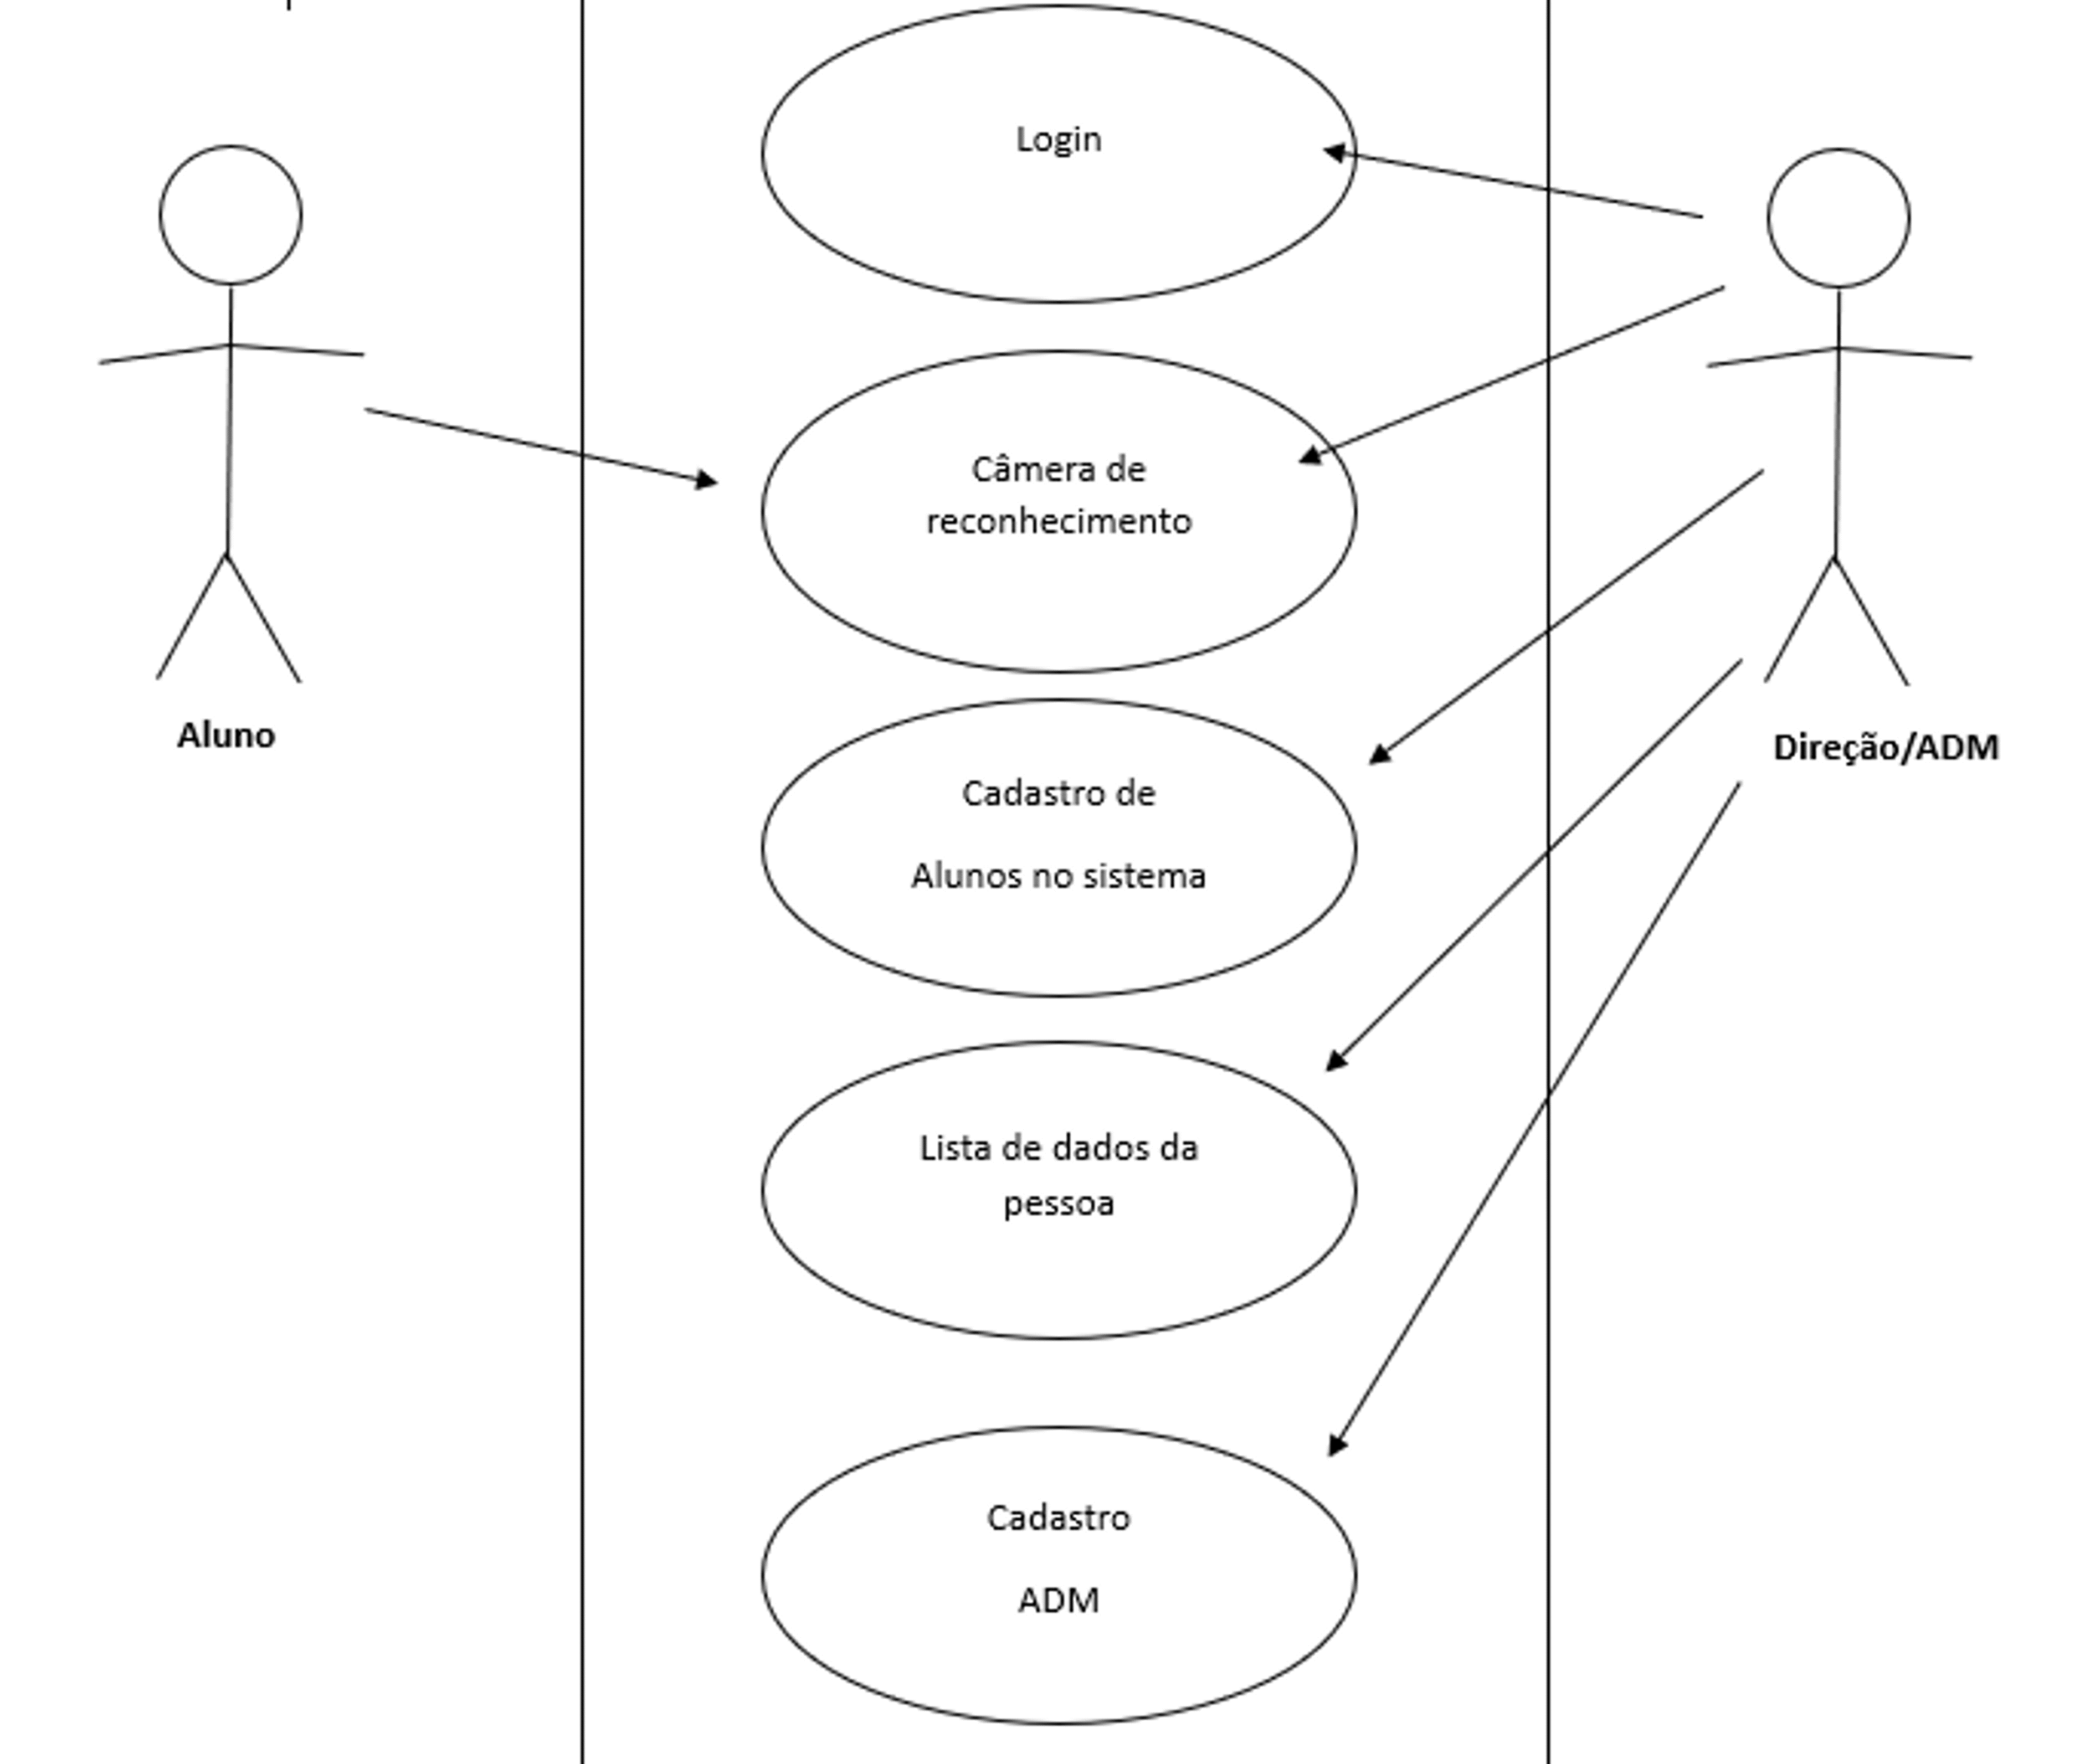 Login
Câmera de
reconhecimento
Aluno
Direção/ADM
Cadastro de
Alunos no sistema
Lista de dados da
pessoa
Cadastro
ADM